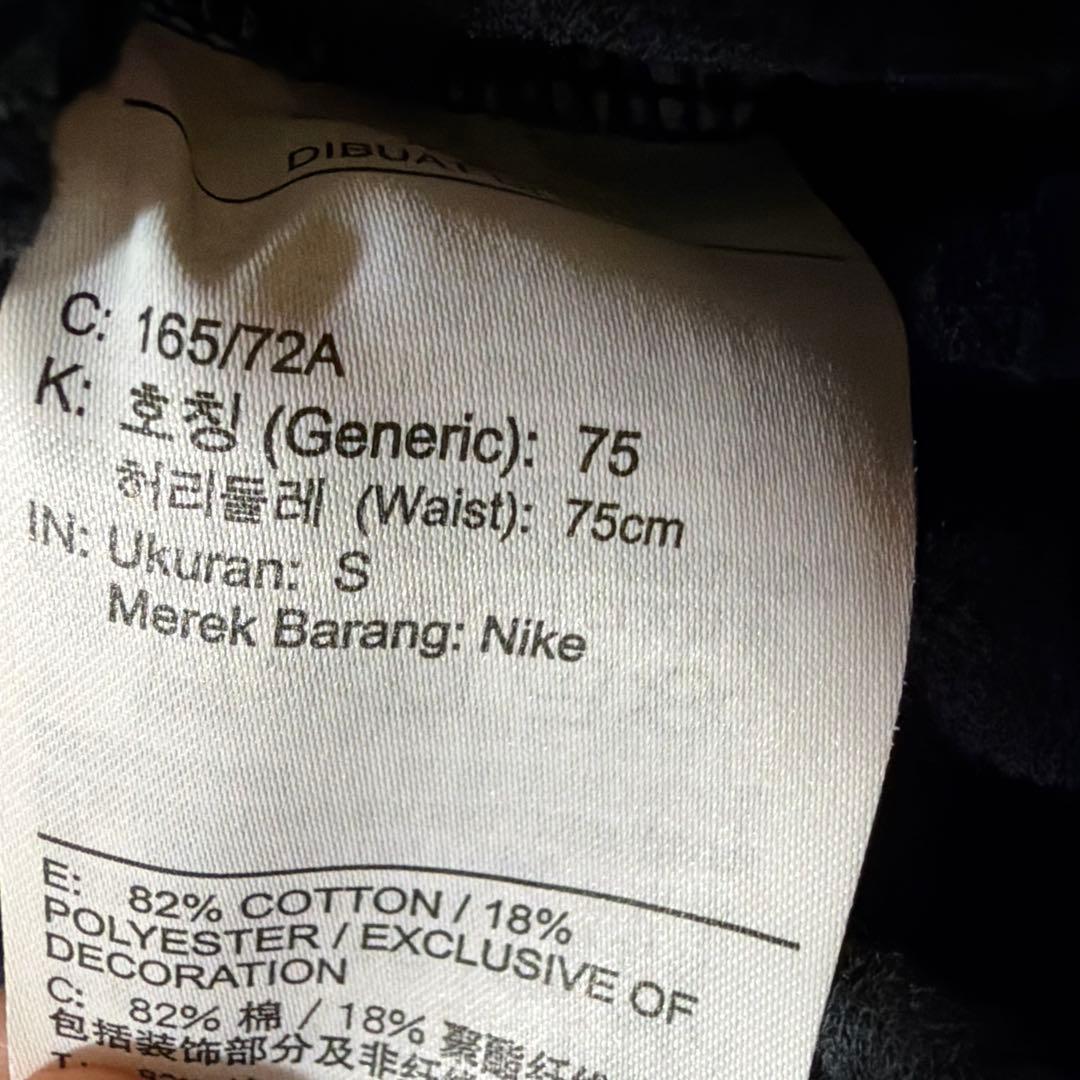 C: 165/72A
K: 호칭 (Generic): 75
허리둘레 (Waist): 75cm
IN: Ukuran: S
Merek Barang: Nike
E: 82% COTTON / 18%
POLYESTER / EXCLUSIVE OF
DECORATION
C: 82% 棉 / 18% 聚酯纤维
包括装饰部分及非纤